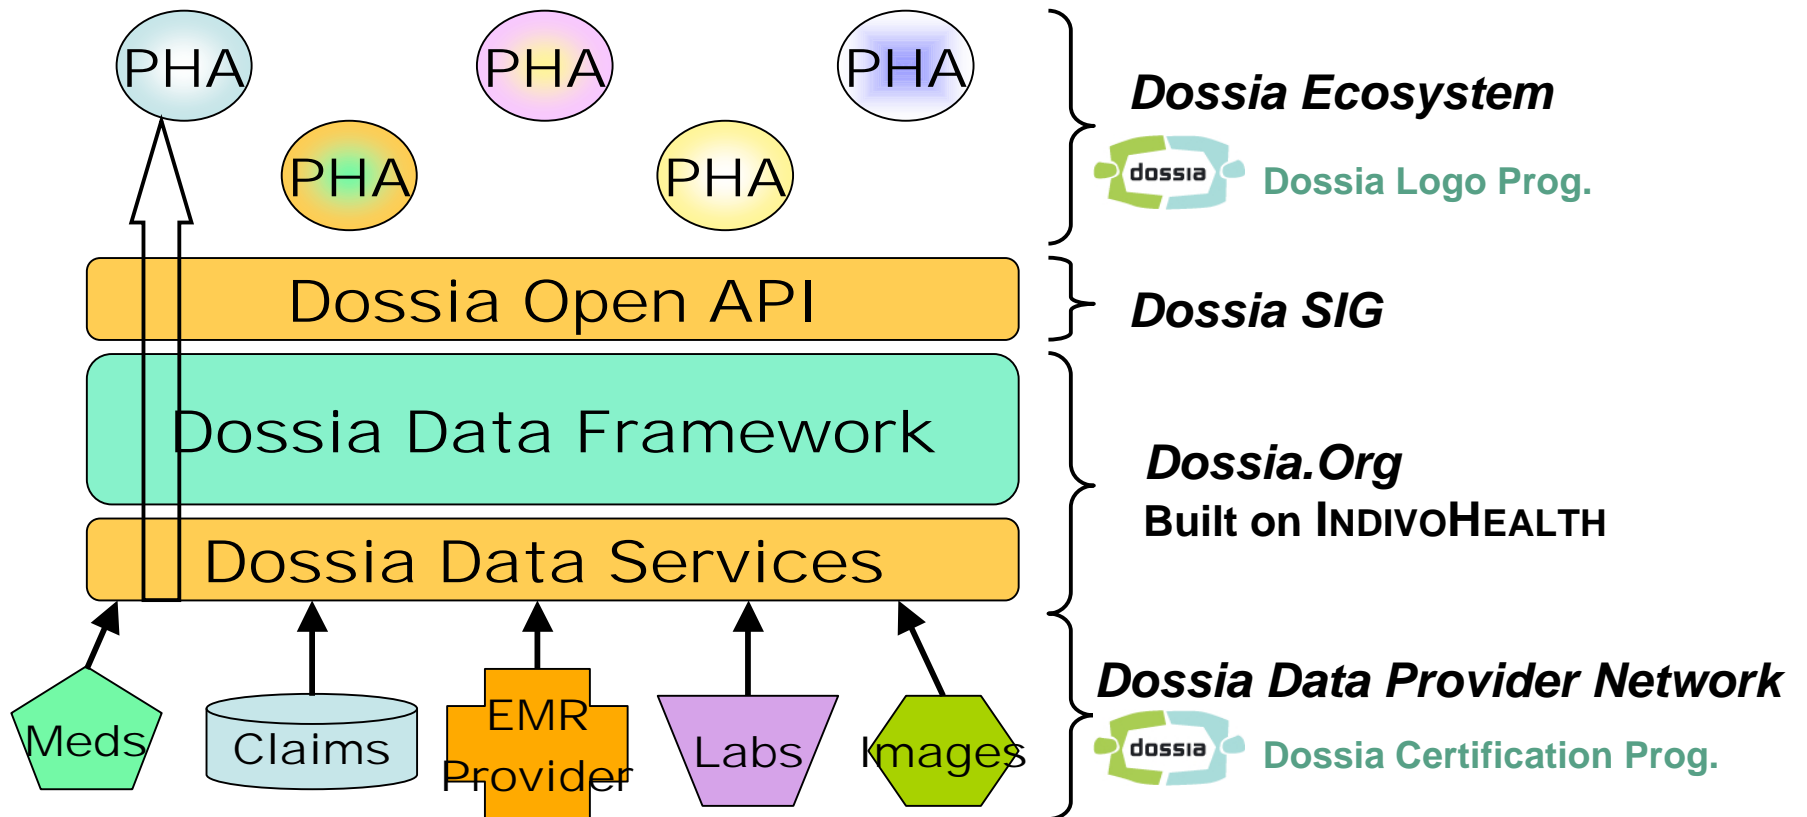 PHA
PHA
PHA
PHA
PHA
Dossia Ecosystem
dossia
Dossia Logo Prog.
Dossia Open API
Dossia SIG
Dossia Data Framework
Dossia.Org
Built on INDIVOHEALTH
Dossia Data Services
Meds
Claims
EMR
Provider
Labs
Images
Dossia Data Provider Network
dossia
Dossia Certification Prog.